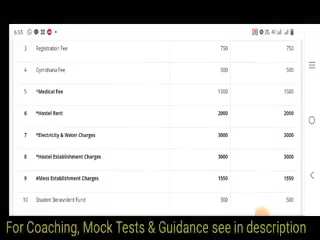 6:55
3 Registration Fee 750 750
4 Gymkhana Fee 500 500
5 *Medical Fee 1500 1500
6 *Hostel Rent 2000 2000
7 *Electricity & Water Charges 3000 3000
8 *Hostel Establishment Charges 3000 3000
9 #Mess Establishment Charges 1550 1550
10 Student Benevolent Fund 500 500
For Coaching, Mock Tests & Guidance see in description